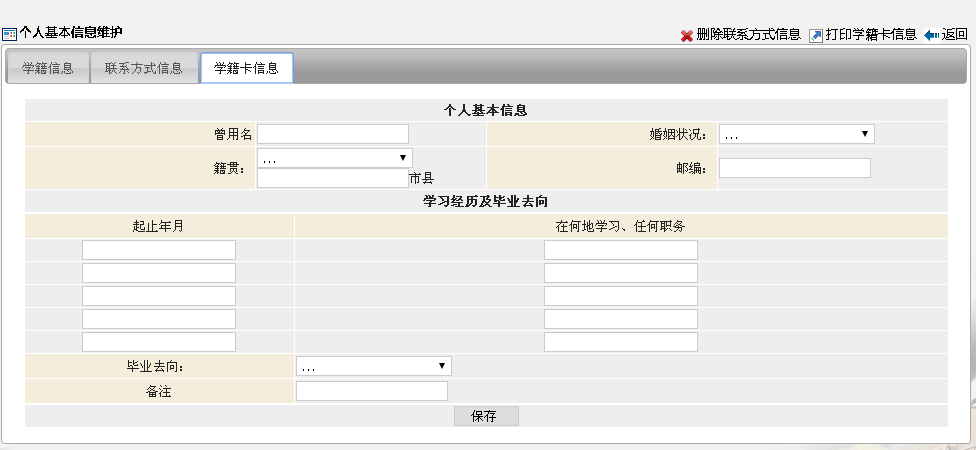 个人基本信息维护
删除联系方式信息 打印学籍卡信息 返回
学籍信息 联系方式信息 学籍卡信息
个人基本信息
曾用名 婚姻状况: ...
籍贯: ... 市县 邮编:
学习经历及毕业去向
起止年月 在何地学习、任何职务
毕业去向: ...
备注
保存